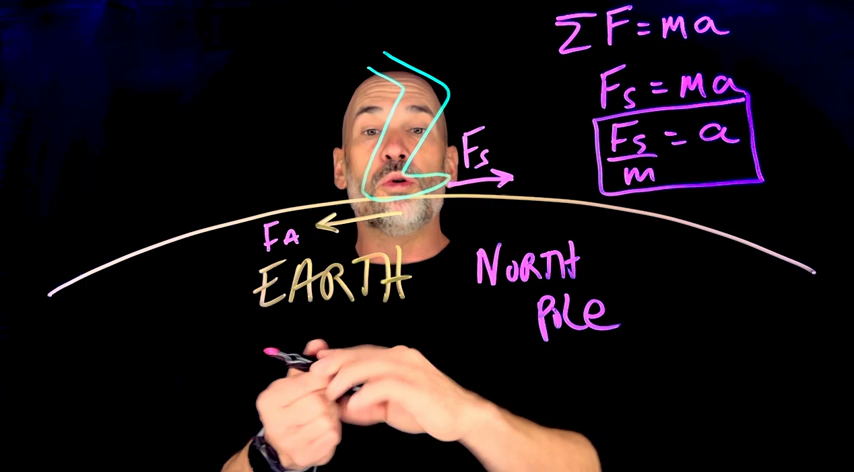 ΣF=ma
Fs=ma
Fs/m=a
Fs
FA
EARTH
NORTH
POLE